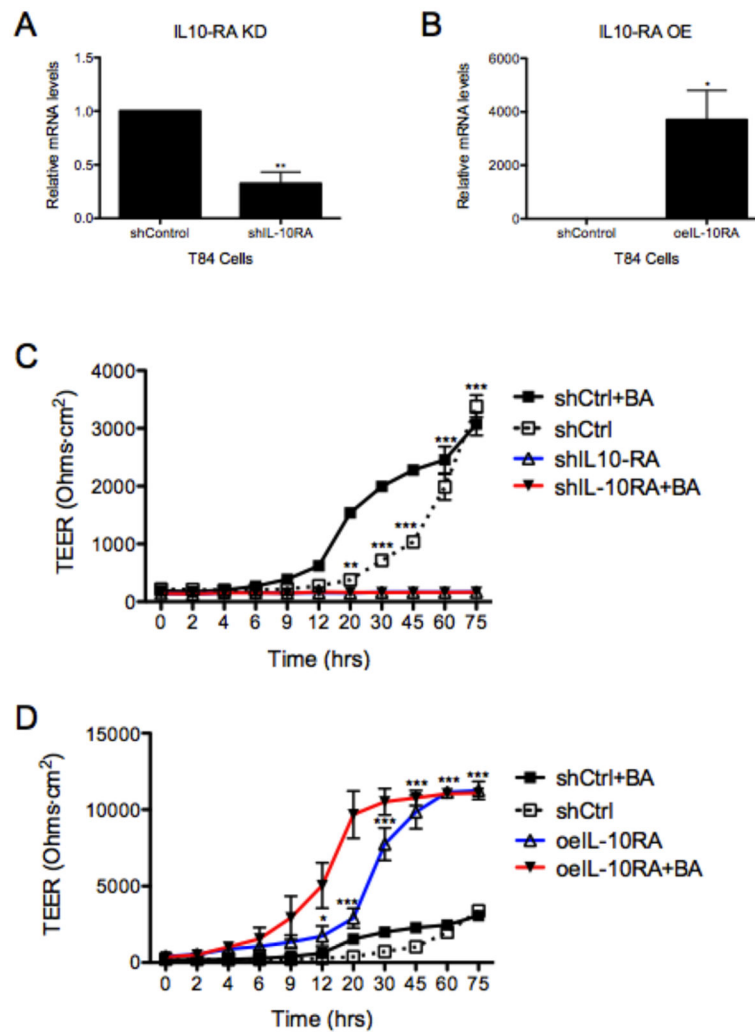 A
IL10-RA KD
Relative mRNA levels
1.5
1.0
0.5
0.0
**
shControl
shIL-10RA
T84 Cells
B
IL10-RA OE
Relative mRNA levels
6000
4000
2000
0
*
shControl
oeIL-10RA
T84 Cells
C
TEER (Ohms·cm²)
4000
3000
2000
1000
0
** *** *** *** ***
0 2 4 6 9 12 20 30 45 60 75
Time (hrs)
shCtrl+BA
shCtrl
shIL10-RA
shIL-10RA+BA
D
TEER (Ohms·cm²)
15000
10000
5000
0
* *** *** *** *** ***
0 2 4 6 9 12 20 30 45 60 75
Time (hrs)
shCtrl+BA
shCtrl
oeIL-10RA
oeIL-10RA+BA